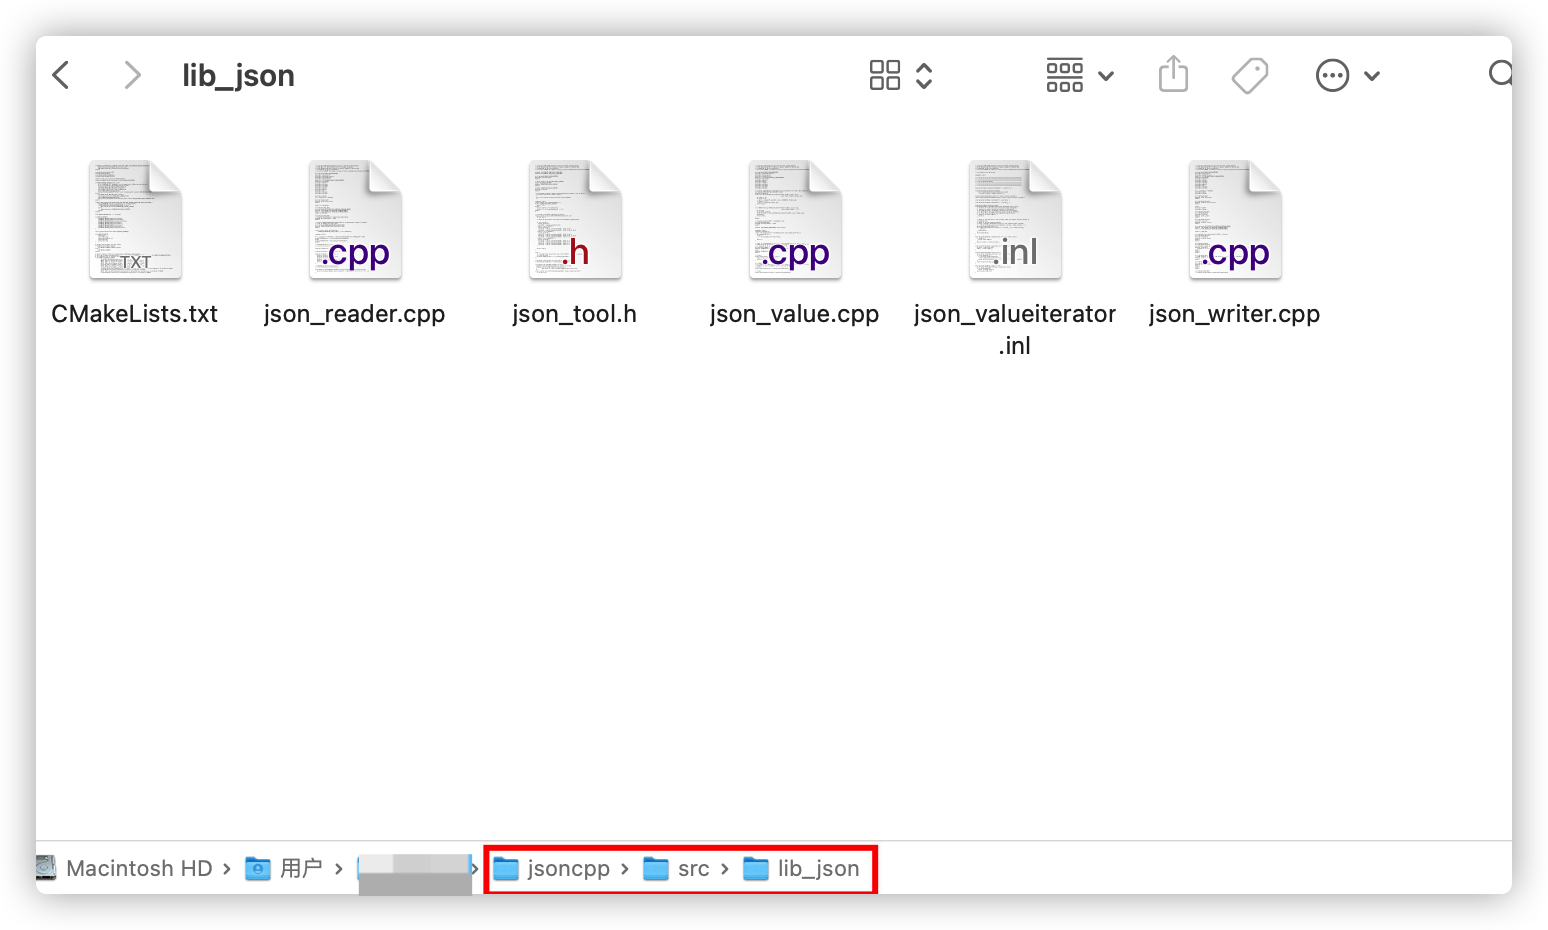 lib_json
TXT
.cpp
.h
.cpp
.inl
.cpp
CMakeLists.txt
json_reader.cpp
json_tool.h
json_value.cpp
json_valueiterator
.inl
json_writer.cpp
Macintosh HD
用户
jsoncpp
src
lib_json